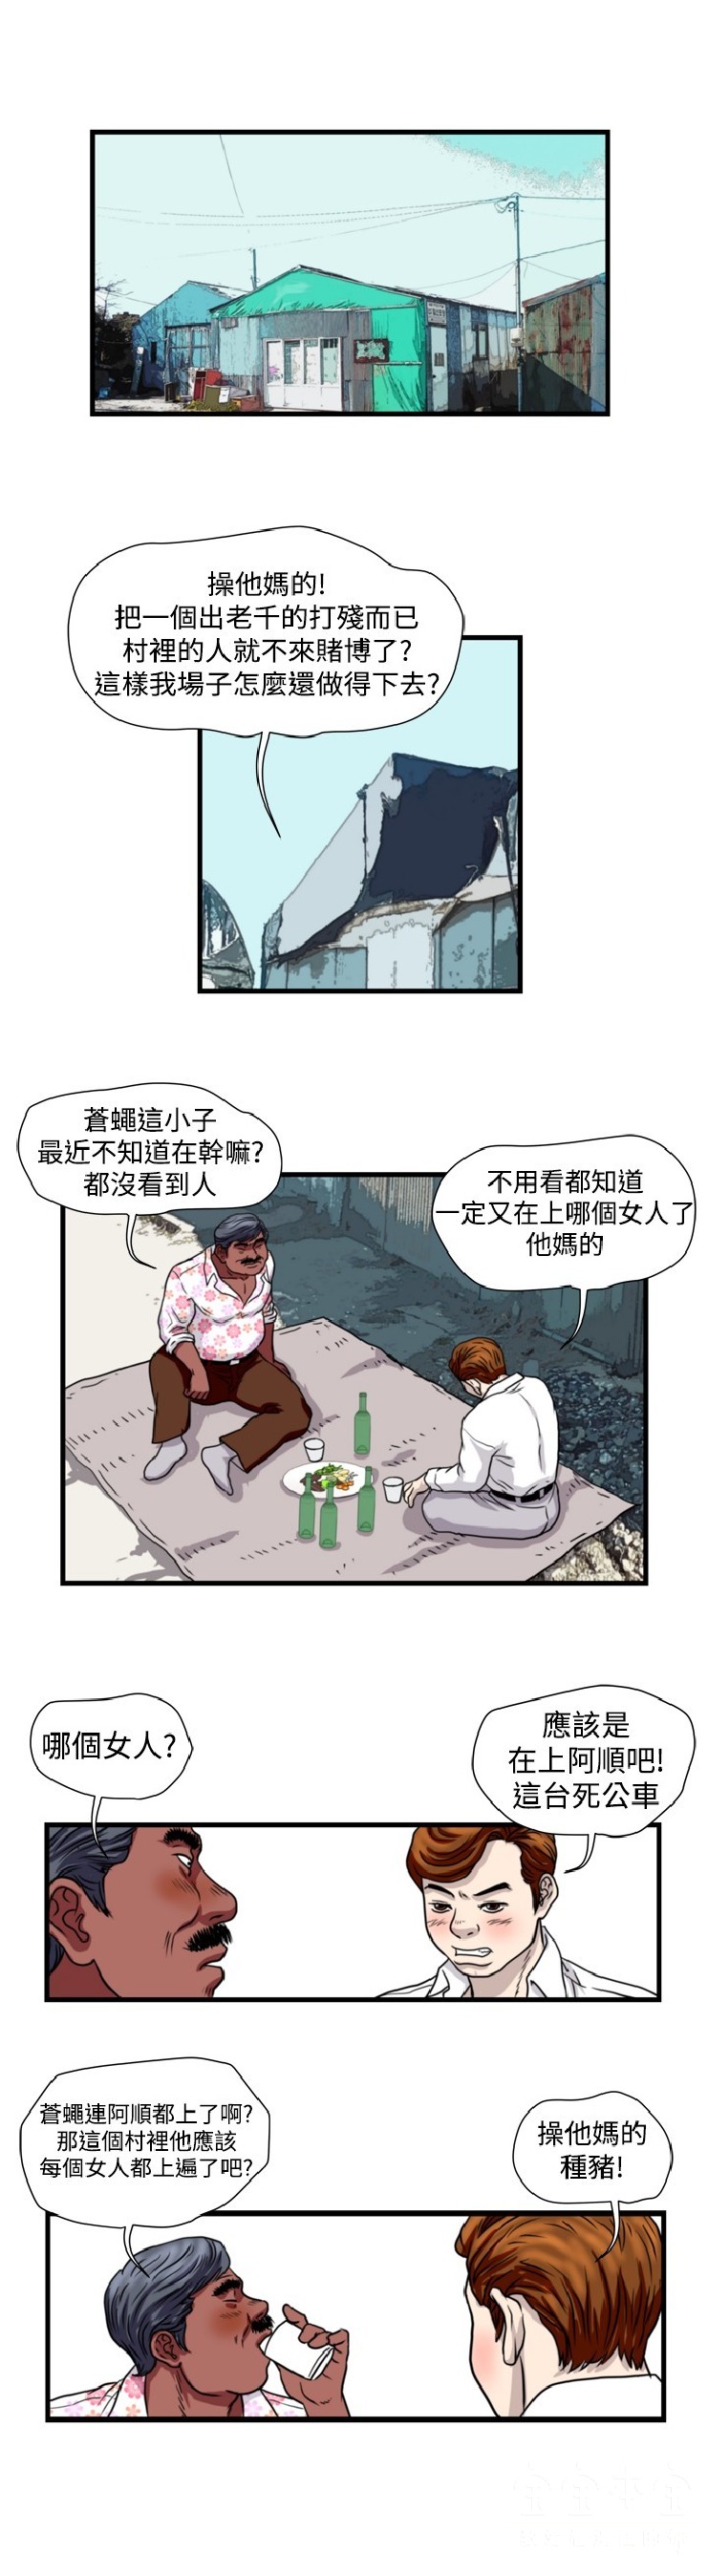 操他媽的!
把一個出老千的打殘而已
村裡的人就不來賭博了?
這樣我場子怎麼還做得下去?
蒼蠅這小子
最近不知道在幹嘛?
都沒看到人
不用看都知道
一定又在上哪個女人了
他媽的
哪個女人?
應該是
在上阿順吧!
這台死公車
蒼蠅連阿順都上了啊?
那這個村裡他應該
每個女人都上遍了吧?
操他媽的
種豬!